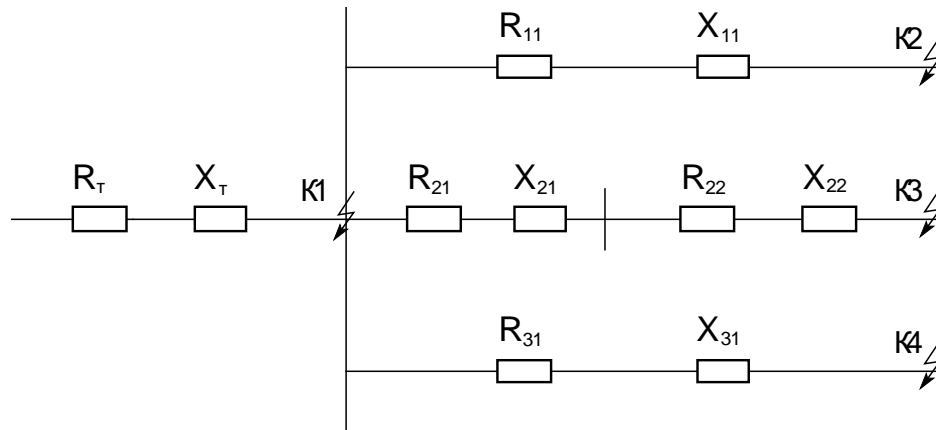 R₁₁ X₁₁ К2
Rт Xт К1 R₂₁ X₂₁ R₂₂ X₂₂ К3
R₃₁ X₃₁ К4